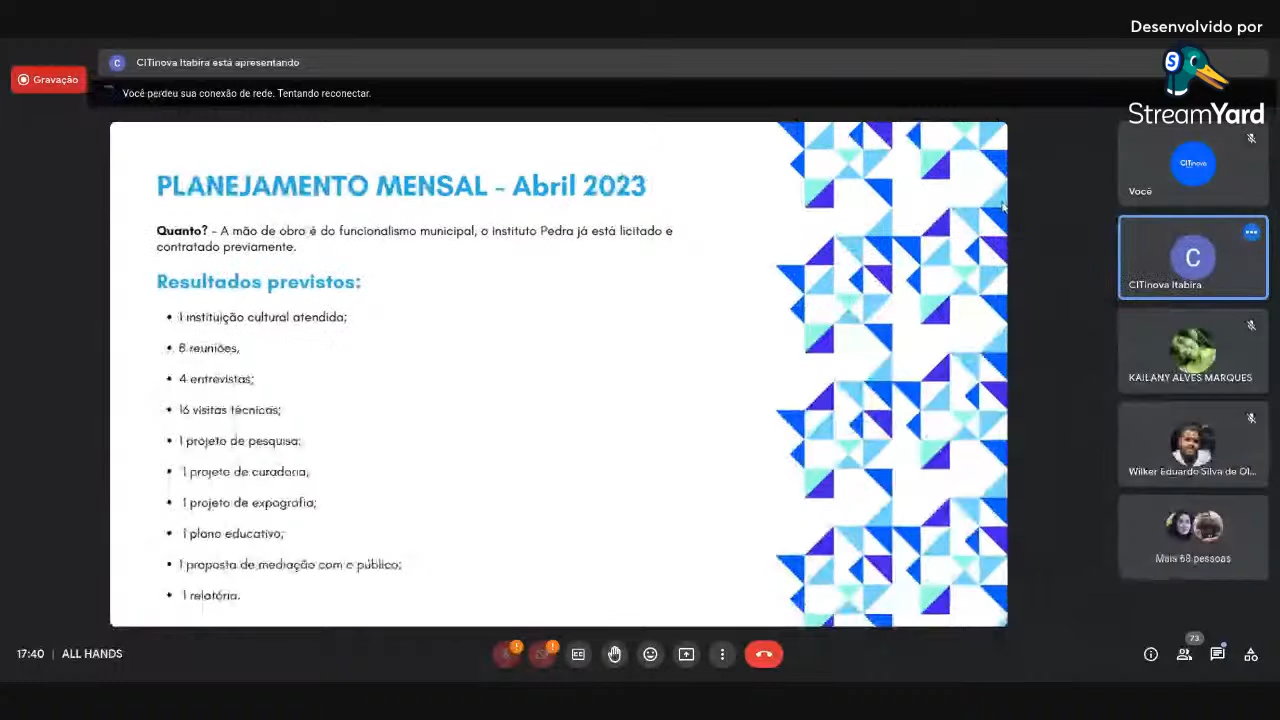 Desenvolvido por
StreamYard
Gravação
C
CITinova Itabira está apresentando
Você perdeu sua conexão de rede. Tentando reconectar.
PLANEJAMENTO MENSAL - Abril 2023
Quanto? - A mão de obra é do funcionalismo municipal, o instituto Pedra já está licitado e
contratado previamente.
Resultados previstos:
• 1 instituição cultural atendida;
• 8 reuniões,
• 4 entrevistas;
• 16 visitas técnicas;
• 1 projeto de pesquisa;
• 1 projeto de curadoria,
• 1 projeto de expografia;
• 1 plano educativo;
• 1 proposta de mediação com o público;
• 1 relatório.
CITinova
Você
C
CITinova Itabira
KAILANY ALVES MARQUES
Wilker Eduardo Silva de Ol...
Mais 68 pessoas
17:40 | ALL HANDS
73